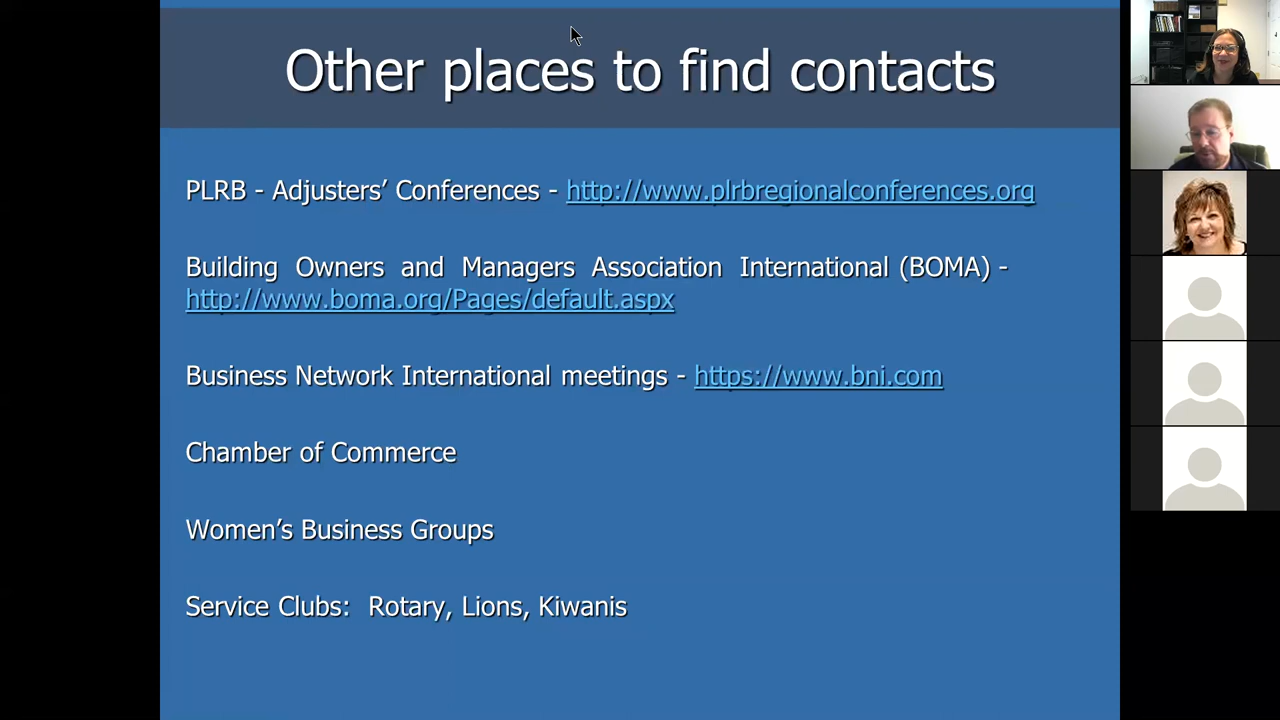 Other places to find contacts
PLRB - Adjusters’ Conferences - http://www.plrbregionalconferences.org
Building Owners and Managers Association International (BOMA) -
http://www.boma.org/Pages/default.aspx
Business Network International meetings - https://www.bni.com
Chamber of Commerce
Women’s Business Groups
Service Clubs: Rotary, Lions, Kiwanis